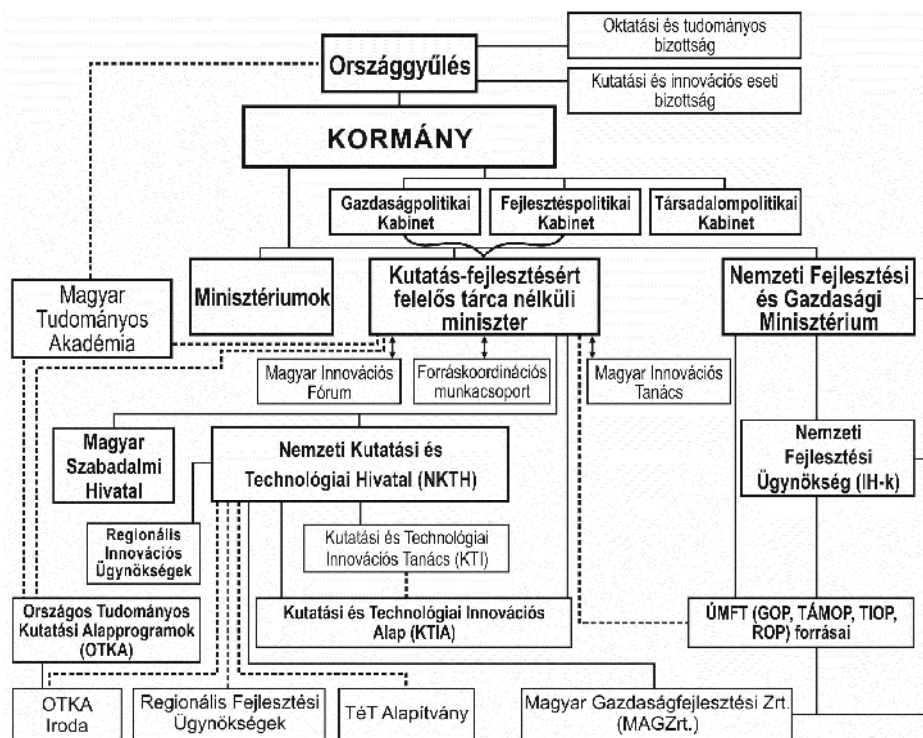 Oktatási és tudományos
bizottság
Országgyűlés
Kutatási és innovációs eseti
bizottság
KORMÁNY
Gazdaságpolitikai
Kabinet
Fejlesztéspolitikai
Kabinet
Társadalompolitikai
Kabinet
Magyar
Tudományos
Akadémia
Minisztériumok
Kutatás-fejlesztésért
felelős tárca nélküli
miniszter
Nemzeti Fejlesztési
és Gazdasági
Minisztérium
Magyar Innovációs
Fórum
Forráskoordinációs
munkacsoport
Magyar Innovációs
Tanács
Magyar
Szabadalmi
Hivatal
Nemzeti Kutatási és
Technológiai Hivatal (NKTH)
Nemzeti
Fejlesztési
Ügynökség (IH-k)
Regionális
Innovációs
Ügynökségek
Kutatási és Technológiai
Innovációs Tanács (KTI)
Országos Tudományos
Kutatási Alapprogramok
(OTKA)
Kutatási és Technológiai Innovációs
Alap (KTIA)
ÚMFT (GOP, TÁMOP, TIOP,
ROP) forrásai
OTKA
Iroda
Regionális Fejlesztési
Ügynökségek
TéT Alapítvány
Magyar Gazdaságfejlesztési Zrt.
(MAGZrt.)